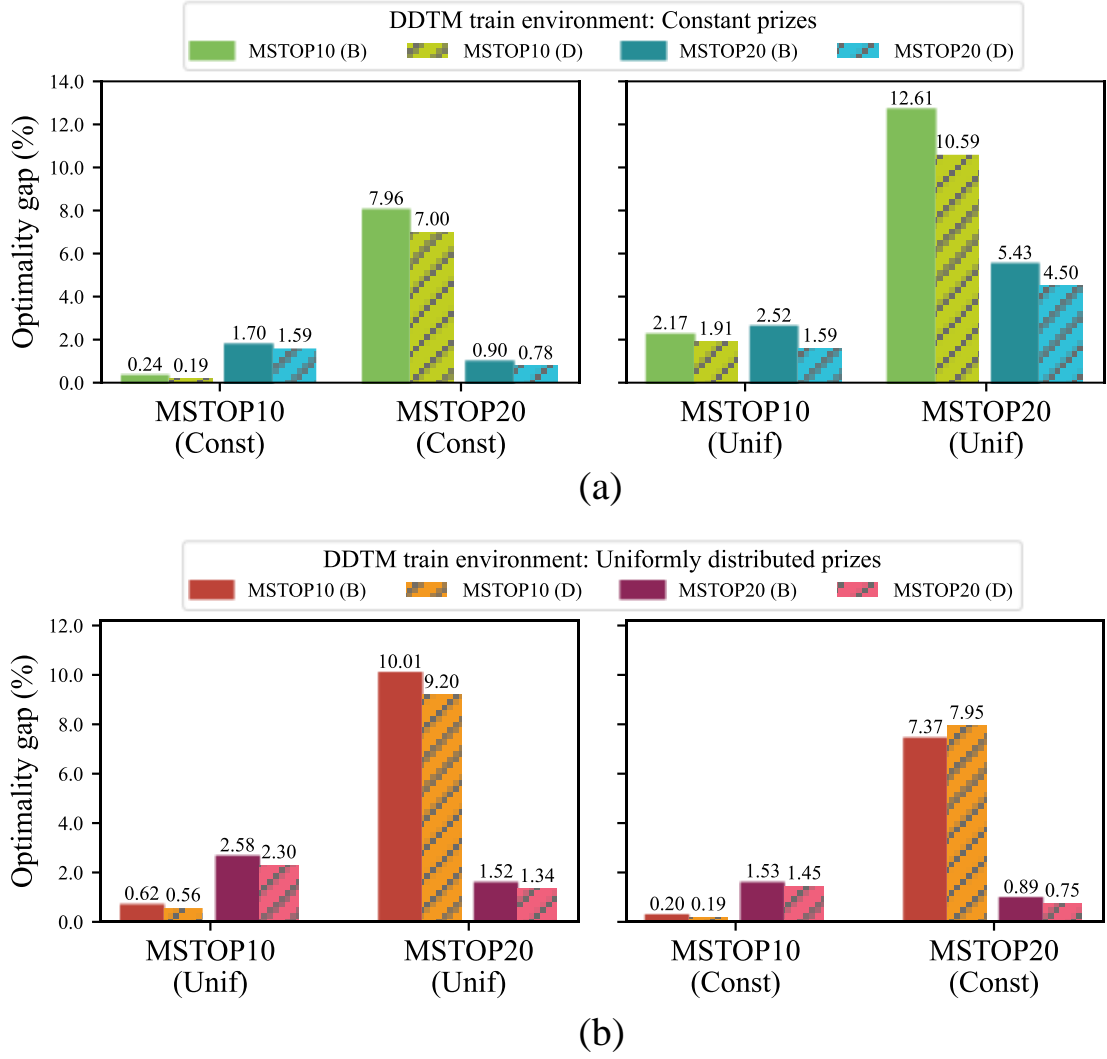 DDTM train environment: Constant prizes
MSTOP10 (B) MSTOP10 (D) MSTOP20 (B) MSTOP20 (D)
Optimality gap (%)
14.0
12.0
10.0
8.0
6.0
4.0
2.0
0.0
0.24 0.19 1.70 1.59 7.96 7.00 0.90 0.78
2.17 1.91 2.52 1.59 12.61 10.59 5.43 4.50
MSTOP10 MSTOP20 MSTOP10 MSTOP20
(Const) (Const) (Unif) (Unif)
(a)
DDTM train environment: Uniformly distributed prizes
MSTOP10 (B) MSTOP10 (D) MSTOP20 (B) MSTOP20 (D)
Optimality gap (%)
12.0
10.0
8.0
6.0
4.0
2.0
0.0
0.62 0.56 2.58 2.30 10.01 9.20 1.52 1.34
0.20 0.19 1.53 1.45 7.37 7.95 0.89 0.75
MSTOP10 MSTOP20 MSTOP10 MSTOP20
(Unif) (Unif) (Const) (Const)
(b)